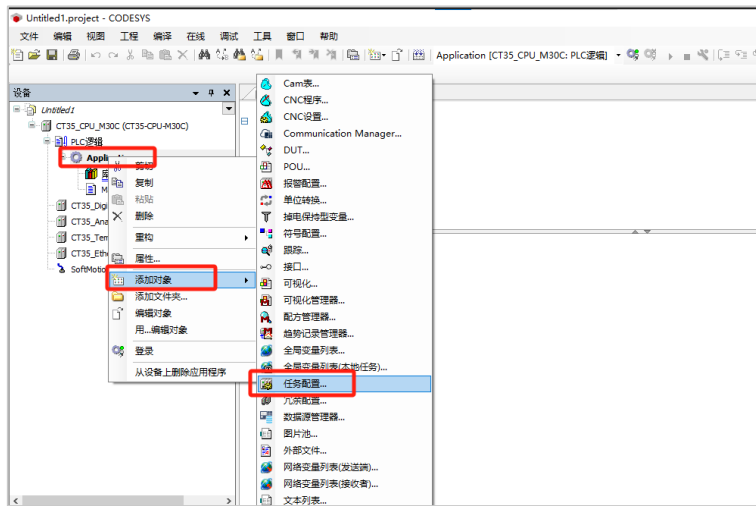 Untitled1.project - CODESYS
文件 编辑 视图 工程 编译 在线 调试 工具 窗口 帮助
Application [CT35_CPU_M30C: PLC逻辑]
设备
Untitled1
CT35_CPU_M30C (CT35-CPU-M30C)
PLC逻辑
Appli
库
M
CT35_Digi
CT35_Ana
CT35_Ten
CT35_Eth
SoftMotio
剪切
复制
粘贴
删除
重构
属性...
添加对象
添加文件夹...
编辑对象
用...编辑对象
登录
从设备上删除应用程序
Cam表...
CNC程序...
CNC设置...
Communication Manager...
DUT...
POU...
报警配置...
单位转换...
掉电保持型变量...
符号配置...
跟踪...
接口...
可视化...
可视化管理器...
配方管理器...
趋势记录管理器...
全局变量列表...
全局变量列表(本地任务)...
任务配置...
冗余配置...
数据源管理器...
图片池...
外部文件...
网络变量列表(发送端)...
网络变量列表(接收者)...
文本列表...